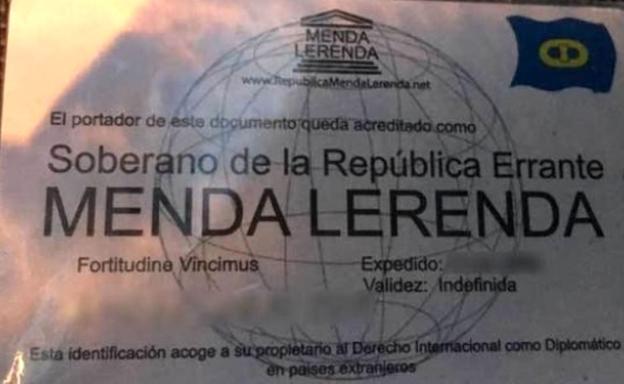 MENDA
LERENDA
www.RepublicaMendaLerenda.net
El portador de este documento queda acreditado como
Soberano de la República Errante
MENDA LERENDA
Fortitudine Vincimus
Expedido:
Validez: Indefinida
Esta identificación acoge a su propietario al Derecho Internacional como Diplomático
en paises extranjeros